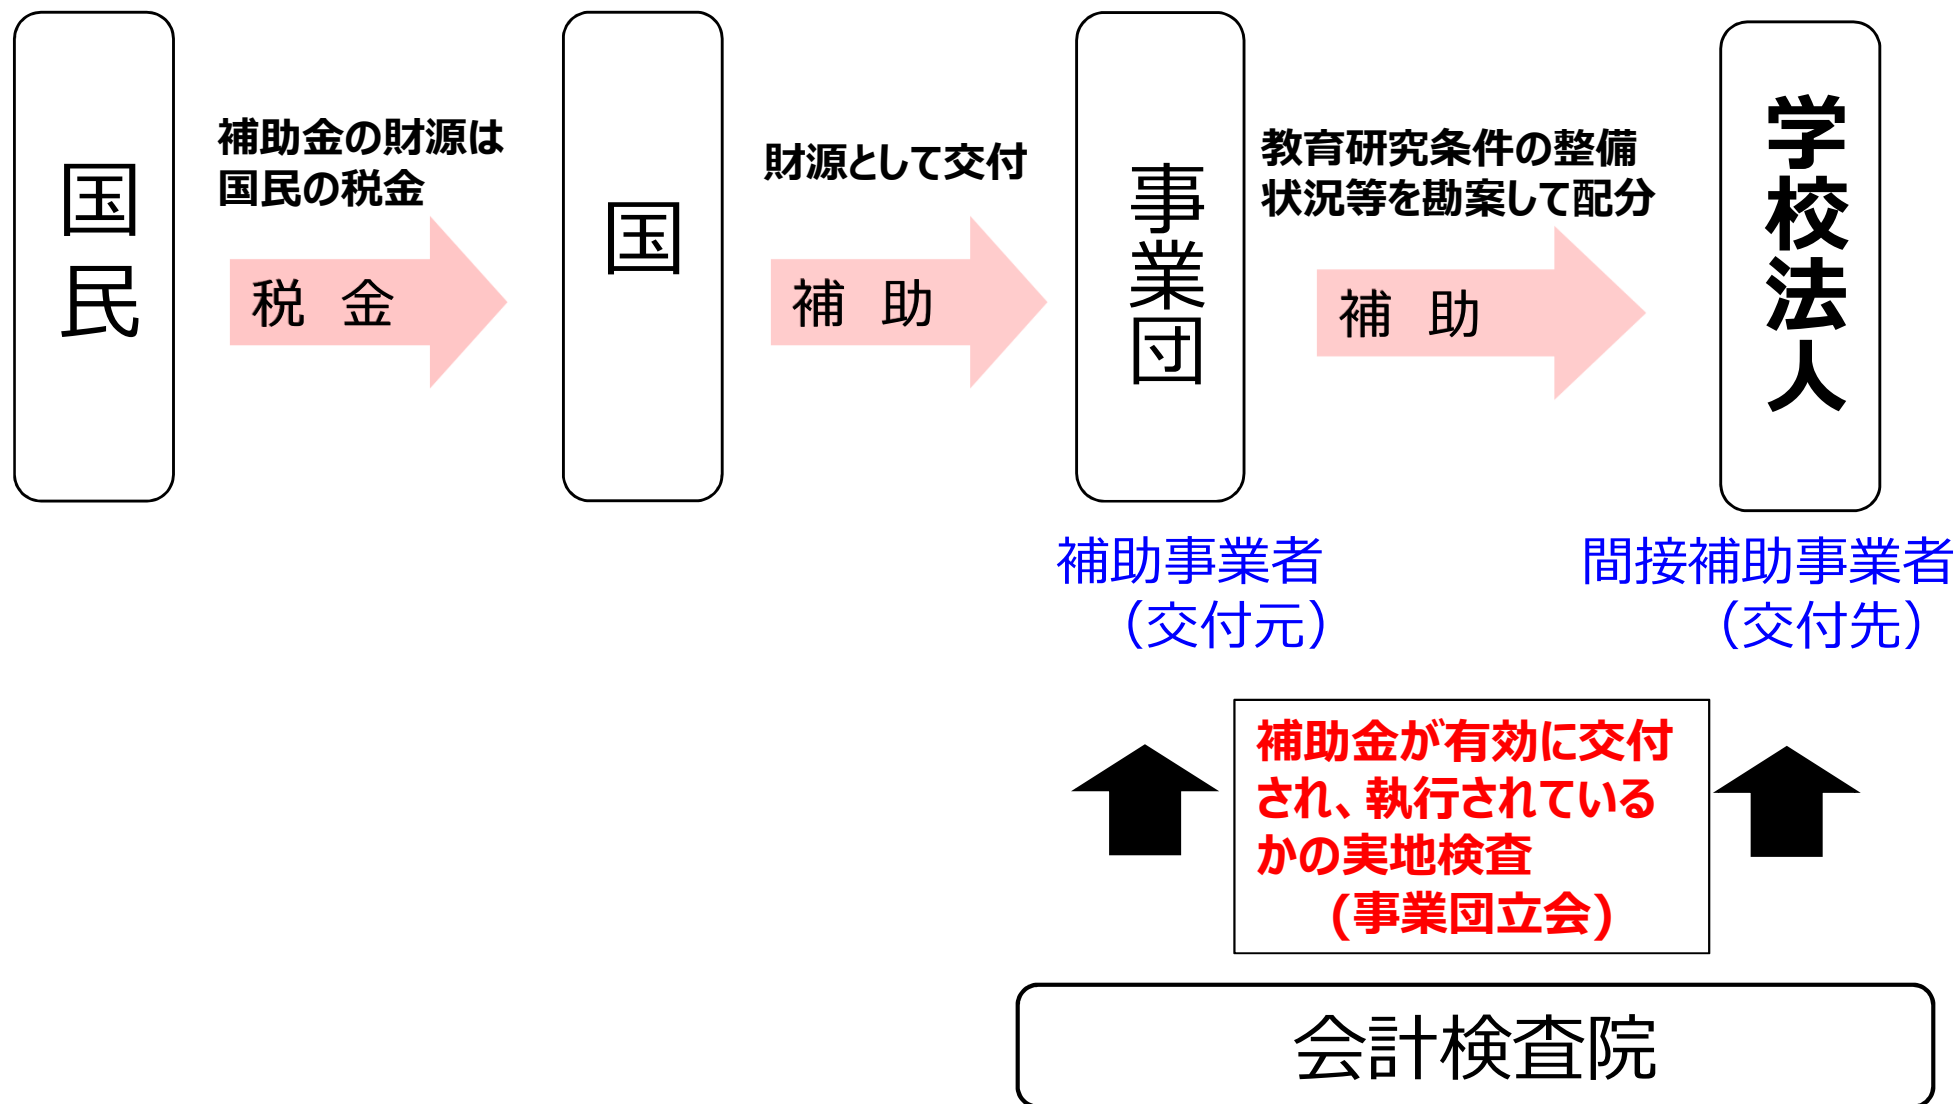 国民
補助金の財源は
国民の税金
税　金
国
財源として交付
補　助
事業団
教育研究条件の整備
状況等を勘案して配分
補　助
学校法人
補助事業者
（交付元）
間接補助事業者
（交付先）
補助金が有効に交付
され、執行されている
かの実地検査
(事業団立会)
会計検査院